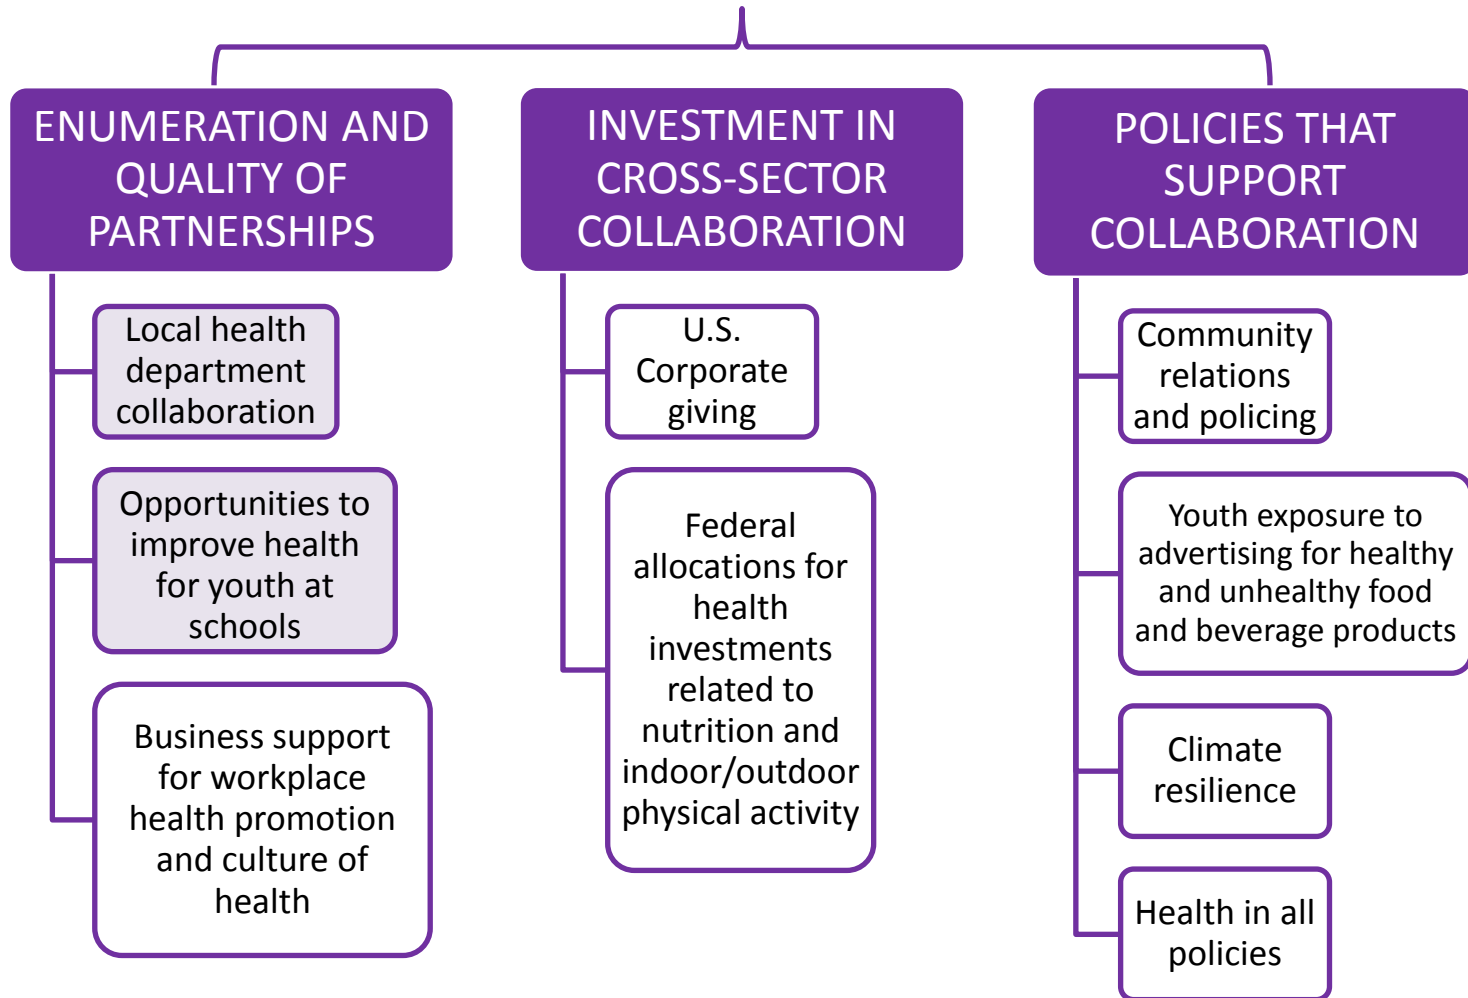 ENUMERATION AND
QUALITY OF
PARTNERSHIPS
Local health
department
collaboration
Opportunities to
improve health
for youth at
schools
Business support
for workplace
health promotion
and culture of
health
INVESTMENT IN
CROSS-SECTOR
COLLABORATION
U.S.
Corporate
giving
Federal
allocations for
health
investments
related to
nutrition and
indoor/outdoor
physical activity
POLICIES THAT
SUPPORT
COLLABORATION
Community
relations
and policing
Youth exposure to
advertising for healthy
and unhealthy food
and beverage products
Climate
resilience
Health in all
policies